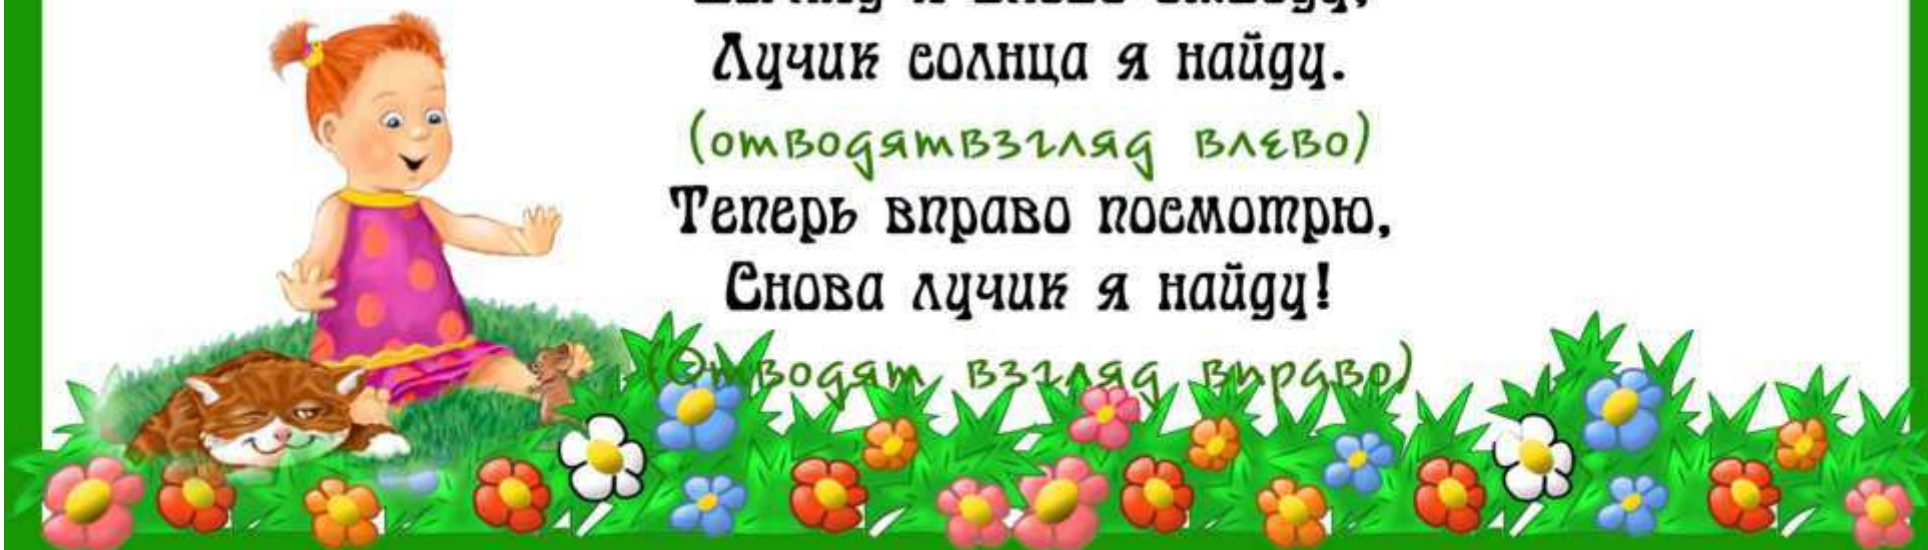 Лучик солнца я найду.
(отводятвзгляд влево)
Теперь вправо посмотрю,
Снова лучик я найду!
(Отводят взгляд вправо)